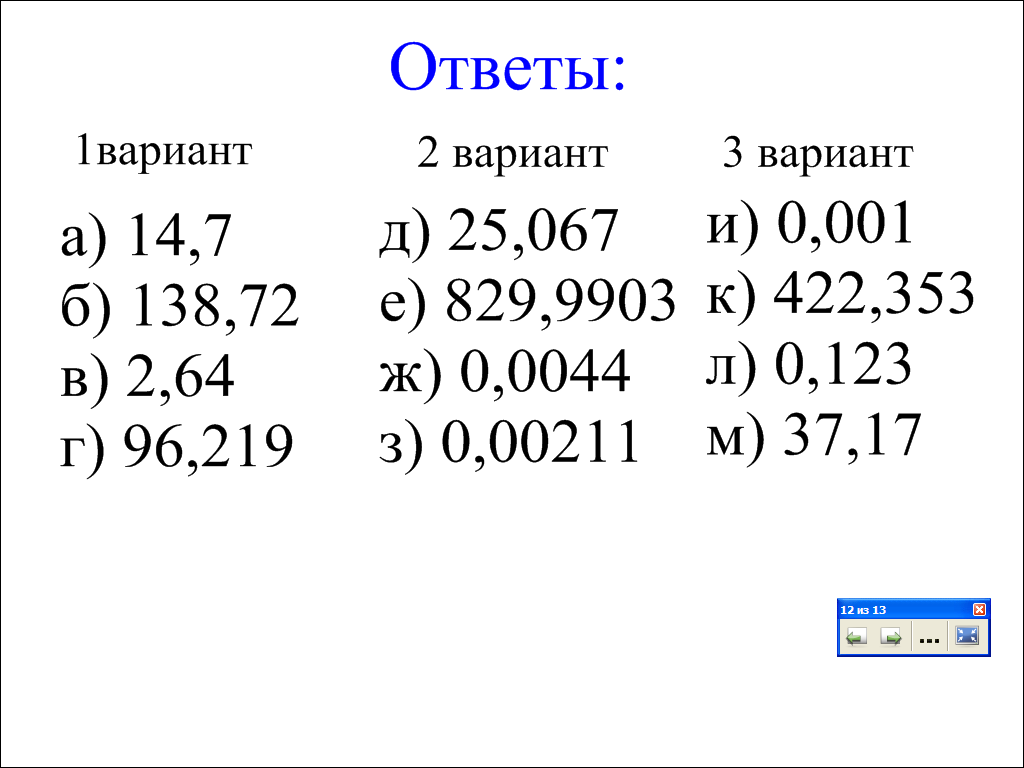 Ответы:
1вариант
а) 14,7
б) 138,72
в) 2,64
г) 96,219
2 вариант
д) 25,067
е) 829,9903
ж) 0,0044
з) 0,00211
3 вариант
и) 0,001
к) 422,353
л) 0,123
м) 37,17
12 из 13
...